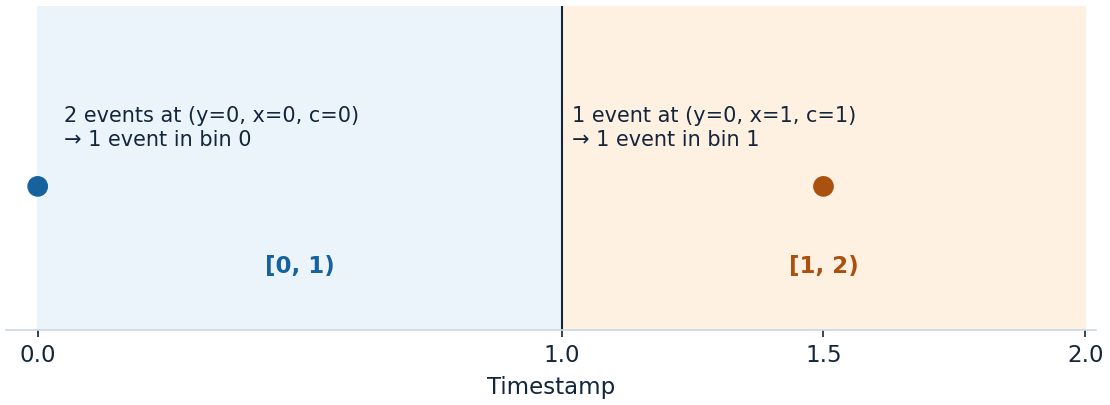 2 events at (y=0, x=0, c=0)
→ 1 event in bin 0
1 event at (y=0, x=1, c=1)
→ 1 event in bin 1
[0, 1)
[1, 2)
0.0
1.0
1.5
2.0
Timestamp